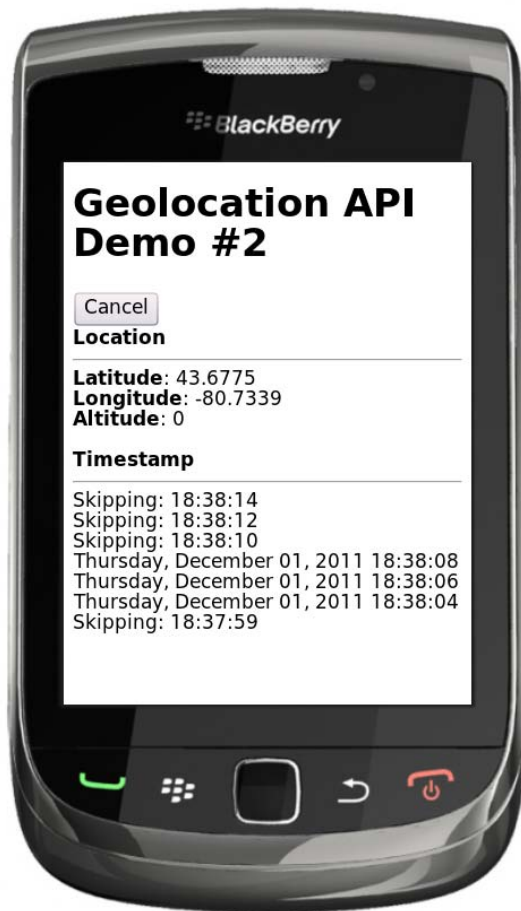 BlackBerry
Geolocation API
Demo #2
Cancel
Location
Latitude: 43.6775
Longitude: -80.7339
Altitude: 0
Timestamp
Skipping: 18:38:14
Skipping: 18:38:12
Skipping: 18:38:10
Thursday, December 01, 2011 18:38:08
Thursday, December 01, 2011 18:38:06
Thursday, December 01, 2011 18:38:04
Skipping: 18:37:59